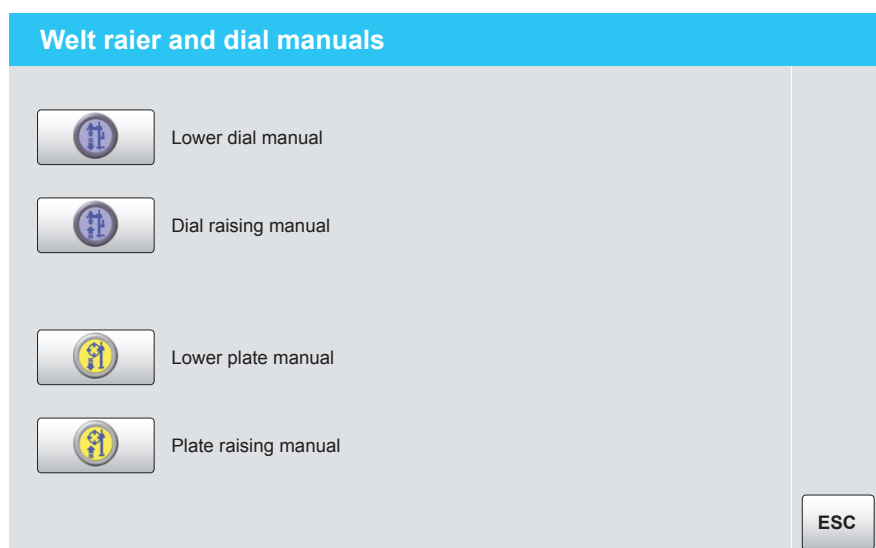 Welt raier and dial manuals
Lower dial manual
Dial raising manual
Lower plate manual
Plate raising manual
ESC